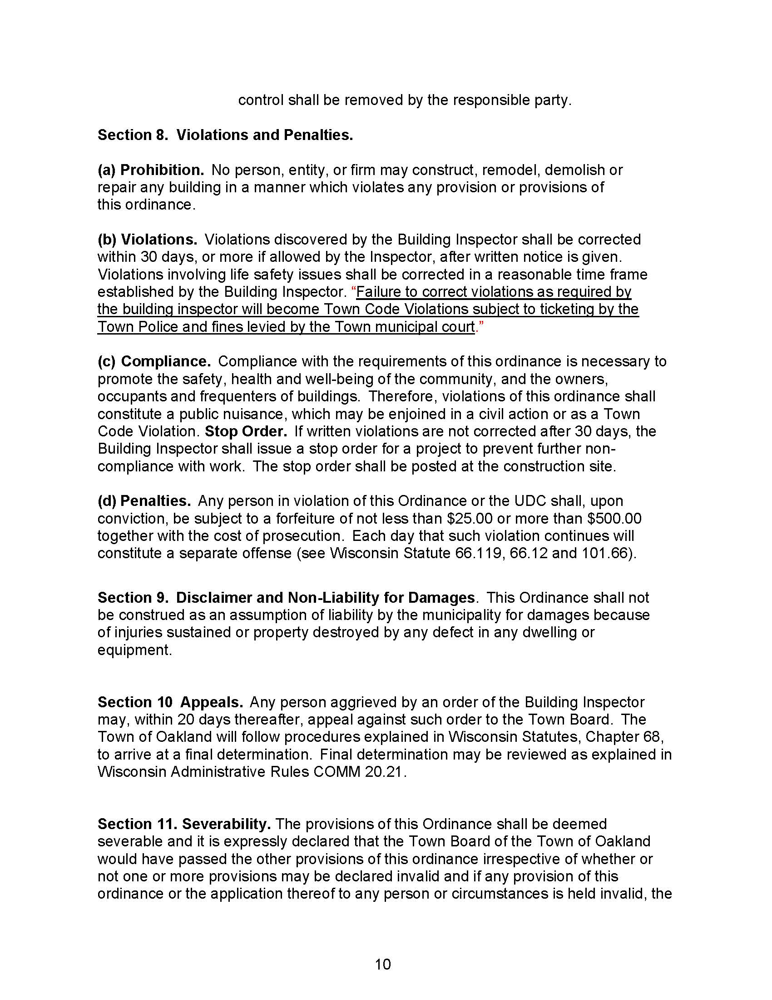 control shall be removed by the responsible party.
Section 8.  Violations and Penalties.
(a) Prohibition.  No person, entity, or firm may construct, remodel, demolish or
repair any building in a manner which violates any provision or provisions of
this ordinance.
(b) Violations.  Violations discovered by the Building Inspector shall be corrected
within 30 days, or more if allowed by the Inspector, after written notice is given.
Violations involving life safety issues shall be corrected in a reasonable time frame
established by the Building Inspector. “Failure to correct violations as required by
the building inspector will become Town Code Violations subject to ticketing by the
Town Police and fines levied by the Town municipal court.”
(c) Compliance.  Compliance with the requirements of this ordinance is necessary to
promote the safety, health and well-being of the community, and the owners,
occupants and frequenters of buildings.  Therefore, violations of this ordinance shall
constitute a public nuisance, which may be enjoined in a civil action or as a Town
Code Violation. Stop Order.  If written violations are not corrected after 30 days, the
Building Inspector shall issue a stop order for a project to prevent further non-
compliance with work.  The stop order shall be posted at the construction site.
(d) Penalties.  Any person in violation of this Ordinance or the UDC shall, upon
conviction, be subject to a forfeiture of not less than $25.00 or more than $500.00
together with the cost of prosecution.  Each day that such violation continues will
constitute a separate offense (see Wisconsin Statute 66.119, 66.12 and 101.66).
Section 9.  Disclaimer and Non-Liability for Damages.  This Ordinance shall not
be construed as an assumption of liability by the municipality for damages because
of injuries sustained or property destroyed by any defect in any dwelling or
equipment.
Section 10  Appeals.  Any person aggrieved by an order of the Building Inspector
may, within 20 days thereafter, appeal against such order to the Town Board.  The
Town of Oakland will follow procedures explained in Wisconsin Statutes, Chapter 68,
to arrive at a final determination.  Final determination may be reviewed as explained in
Wisconsin Administrative Rules COMM 20.21.
Section 11. Severability. The provisions of this Ordinance shall be deemed
severable and it is expressly declared that the Town Board of the Town of Oakland
would have passed the other provisions of this ordinance irrespective of whether or
not one or more provisions may be declared invalid and if any provision of this
ordinance or the application thereof to any person or circumstances is held invalid, the
10